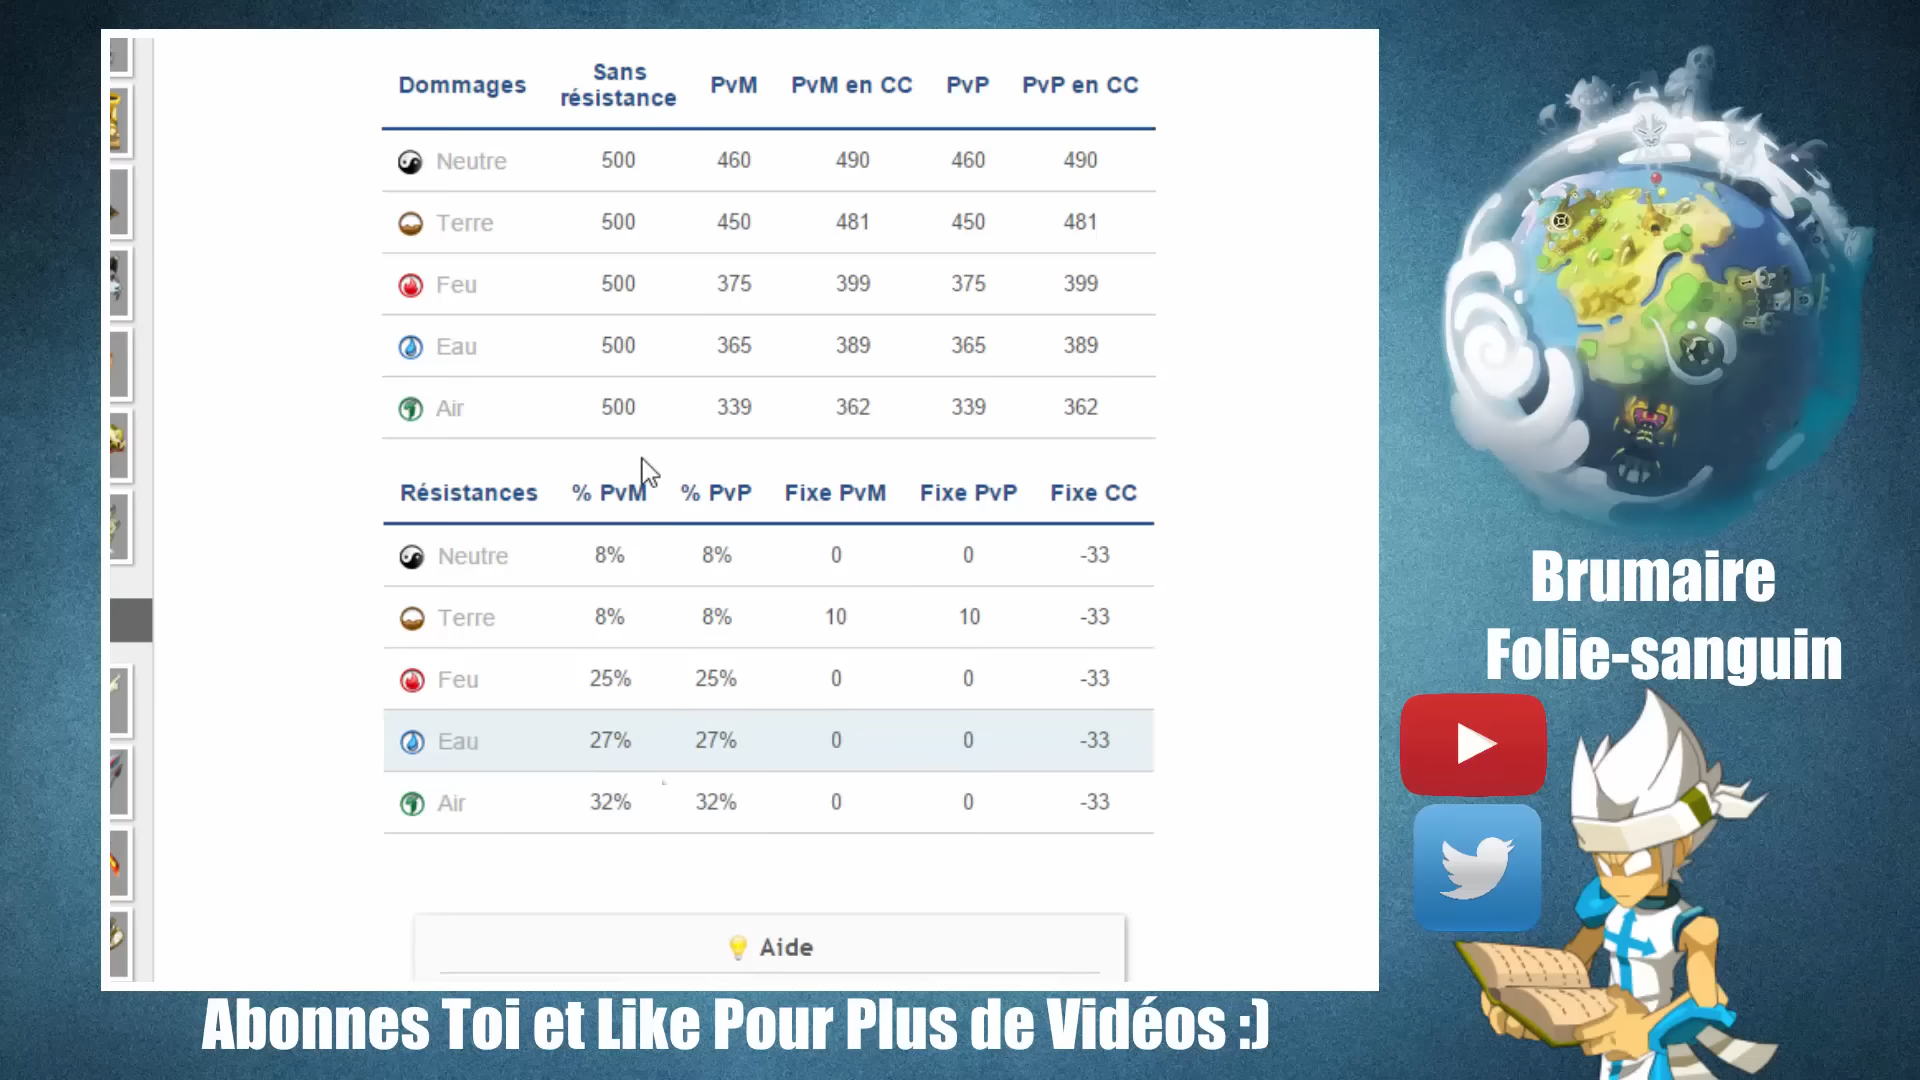 Dommages Sans résistance PvM PvM en CC PvP PvP en CC
Neutre 500 460 490 460 490
Terre 500 450 481 450 481
Feu 500 375 399 375 399
Eau 500 365 389 365 389
Air 500 339 362 339 362
Résistances % PvM % PvP Fixe PvM Fixe PvP Fixe CC
Neutre 8% 8% 0 0 -33
Terre 8% 8% 10 10 -33
Feu 25% 25% 0 0 -33
Eau 27% 27% 0 0 -33
Air 32% 32% 0 0 -33
Aide
Brumaire
Folie-sanguin
Abonnes Toi et Like Pour Plus de Vidéos :)